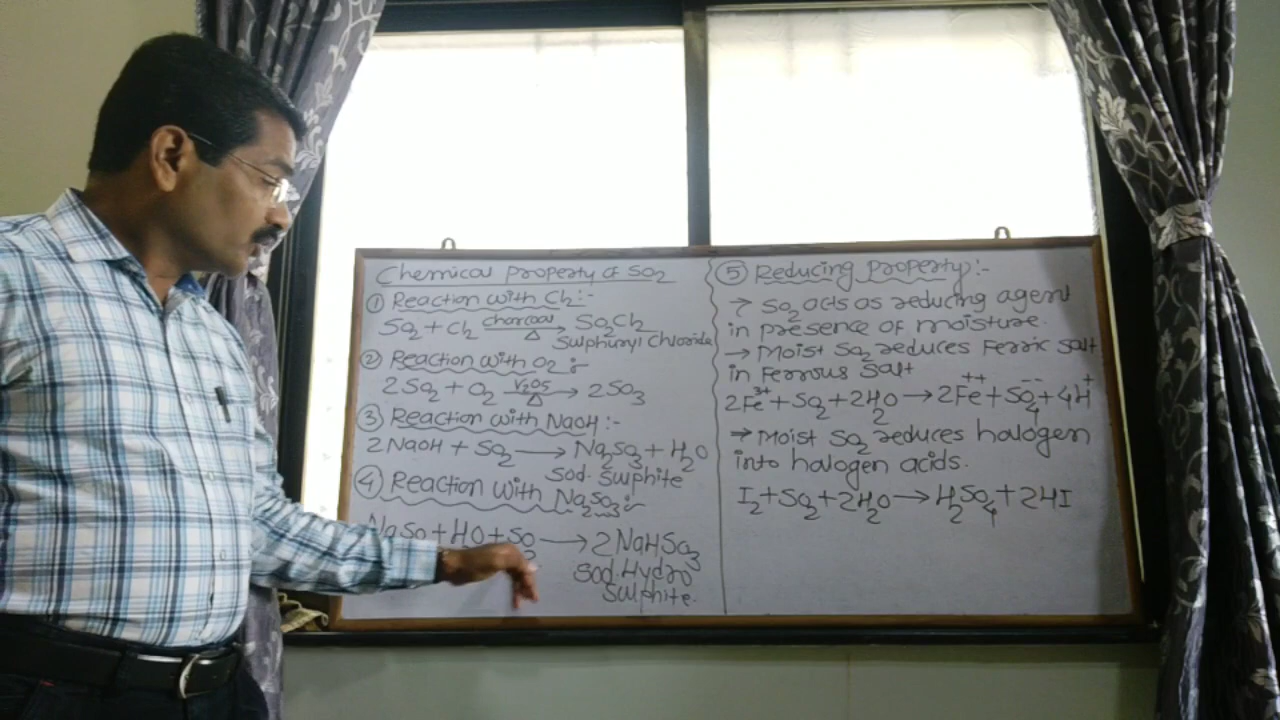 Chemical property of SO2
① Reaction with Cl2:-
SO2 + Cl2 charcoal → Δ SO2Cl2
Sulphuryl Chloride
② Reaction with O2:-
2SO2 + O2 V2O5 → Δ 2SO3
③ Reaction with NaOH:-
2NaOH + SO2 → Na2SO3 + H2O
Sod. Sulphite
④ Reaction with Na2SO3:-
→ 2NaHSO3
Sod. Hydro
Sulphite.
⑤ Reducing property:-
→ SO2 acts as reducing agent
in presence of moisture.
→ Moist SO2 reduces Ferric salt
in Ferrous salt
2Fe3+ + SO2 + 2H2O → 2Fe++ + SO4-- + 4H+
→ Moist SO2 reduces halogen
into halogen acids.
I2 + SO2 + 2H2O → H2SO4 + 2HI